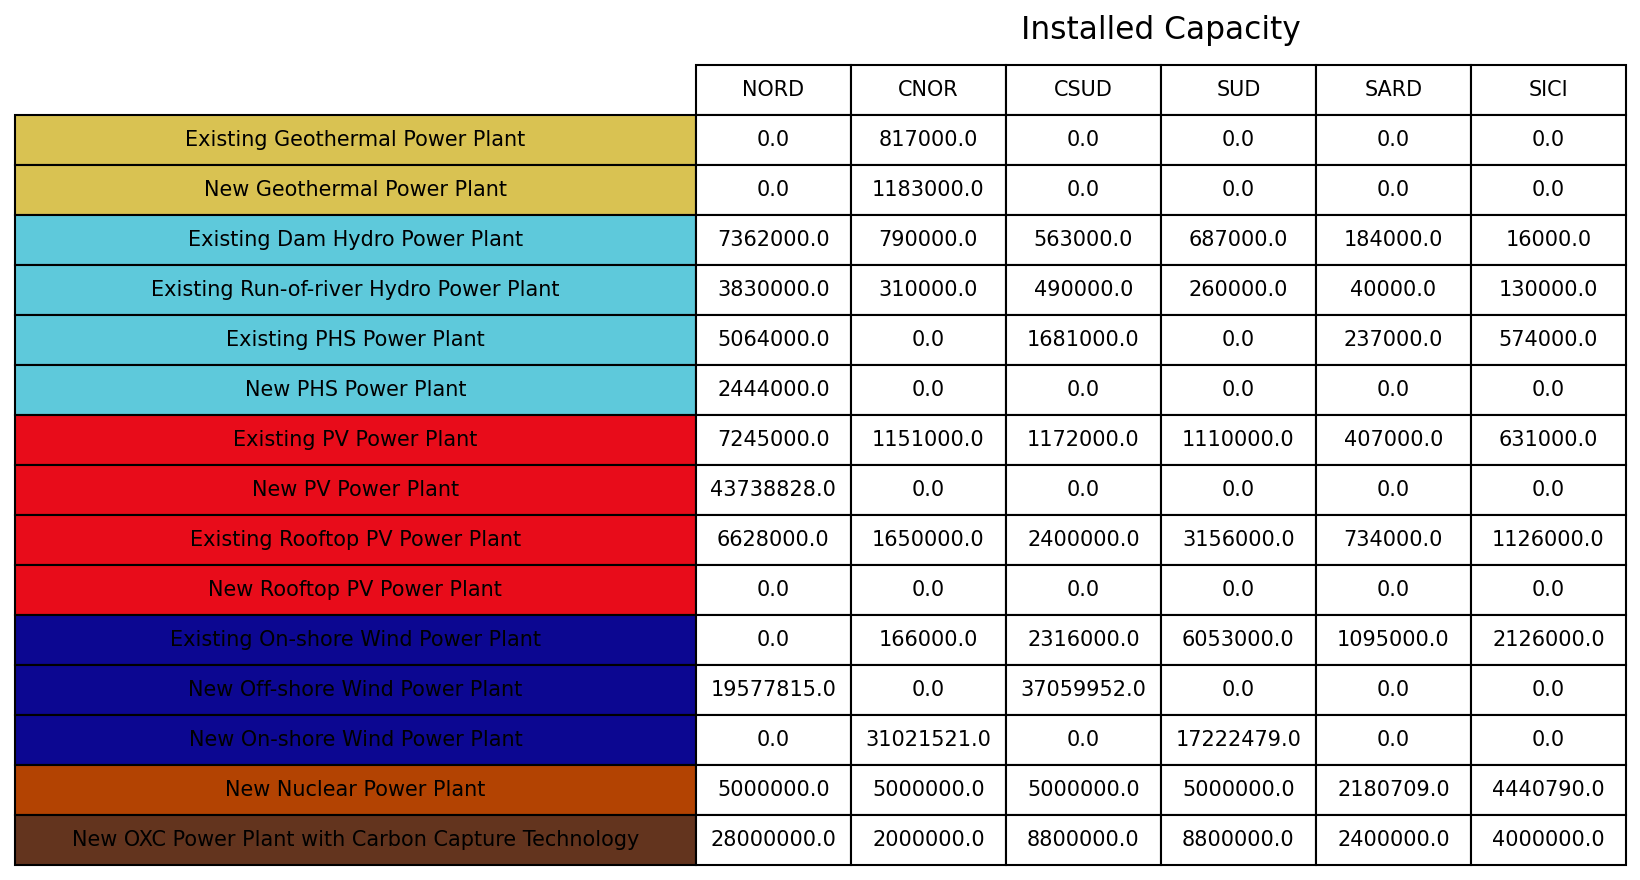 Installed Capacity
NORD CNOR CSUD SUD SARD SICI
Existing Geothermal Power Plant 0.0 817000.0 0.0 0.0 0.0 0.0
New Geothermal Power Plant 0.0 1183000.0 0.0 0.0 0.0 0.0
Existing Dam Hydro Power Plant 7362000.0 790000.0 563000.0 687000.0 184000.0 16000.0
Existing Run-of-river Hydro Power Plant 3830000.0 310000.0 490000.0 260000.0 40000.0 130000.0
Existing PHS Power Plant 5064000.0 0.0 1681000.0 0.0 237000.0 574000.0
New PHS Power Plant 2444000.0 0.0 0.0 0.0 0.0 0.0
Existing PV Power Plant 7245000.0 1151000.0 1172000.0 1110000.0 407000.0 631000.0
New PV Power Plant 43738828.0 0.0 0.0 0.0 0.0 0.0
Existing Rooftop PV Power Plant 6628000.0 1650000.0 2400000.0 3156000.0 734000.0 1126000.0
New Rooftop PV Power Plant 0.0 0.0 0.0 0.0 0.0 0.0
Existing On-shore Wind Power Plant 0.0 166000.0 2316000.0 6053000.0 1095000.0 2126000.0
New Off-shore Wind Power Plant 19577815.0 0.0 37059952.0 0.0 0.0 0.0
New On-shore Wind Power Plant 0.0 31021521.0 0.0 17222479.0 0.0 0.0
New Nuclear Power Plant 5000000.0 5000000.0 5000000.0 5000000.0 2180709.0 4440790.0
New OXC Power Plant with Carbon Capture Technology 28000000.0 2000000.0 8800000.0 8800000.0 2400000.0 4000000.0